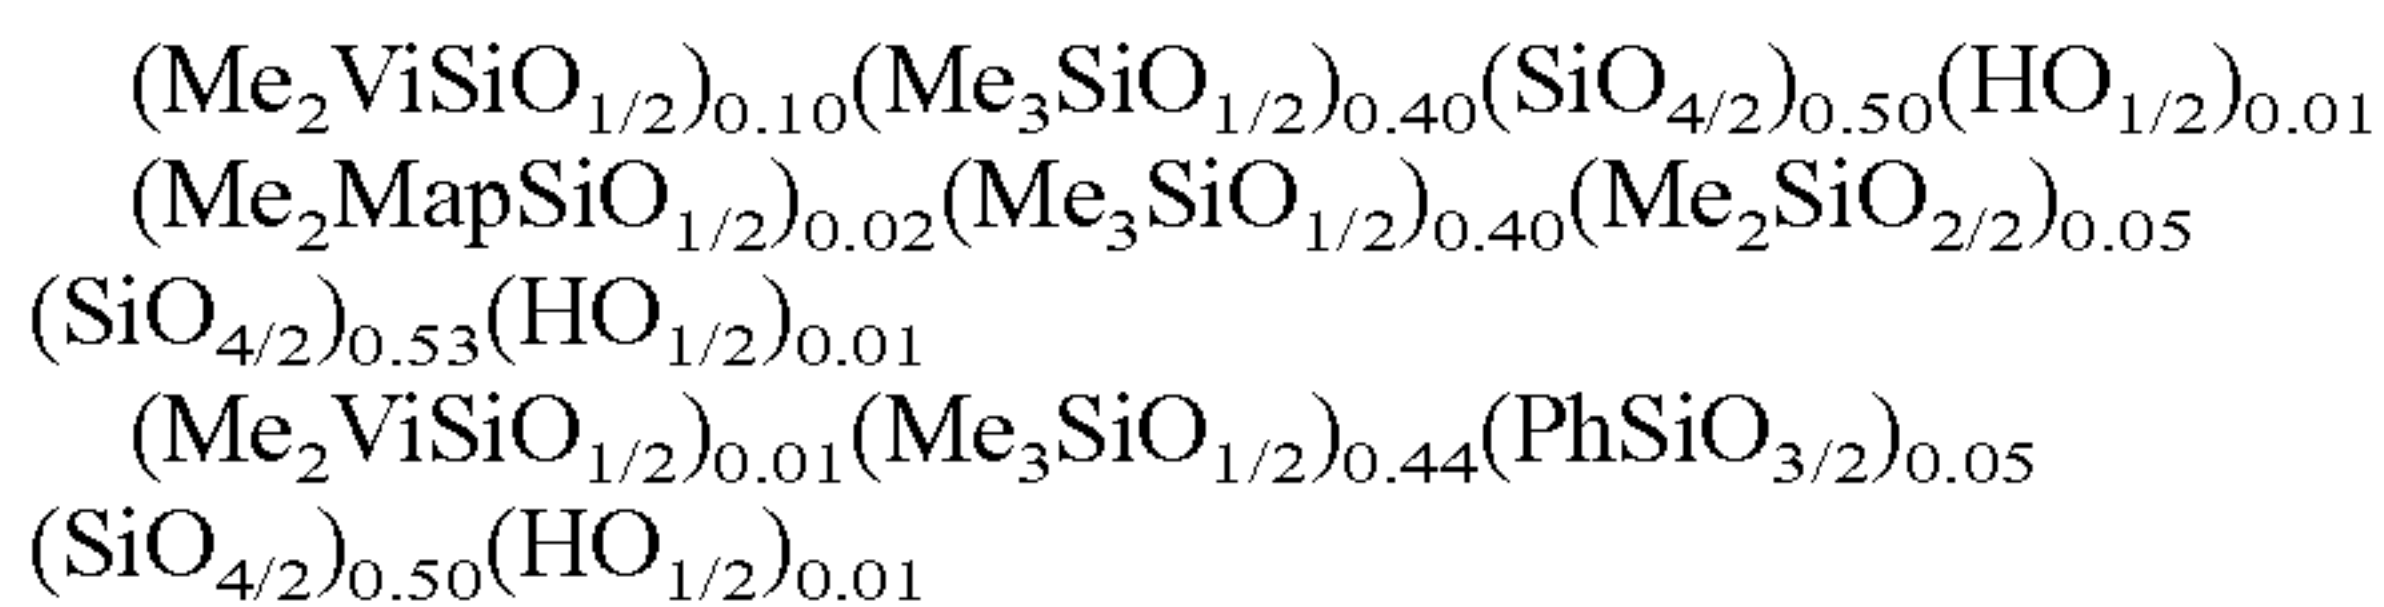 (Me₂ViSiO₁/₂)₀.₁₀(Me₃SiO₁/₂)₀.₄₀(SiO₄/₂)₀.₅₀(HO₁/₂)₀.₀₁
(Me₂MapSiO₁/₂)₀.₀₂(Me₃SiO₁/₂)₀.₄₀(Me₂SiO₂/₂)₀.₀₅
(SiO₄/₂)₀.₅₃(HO₁/₂)₀.₀₁
(Me₂ViSiO₁/₂)₀.₀₁(Me₃SiO₁/₂)₀.₄₄(PhSiO₃/₂)₀.₀₅
(SiO₄/₂)₀.₅₀(HO₁/₂)₀.₀₁